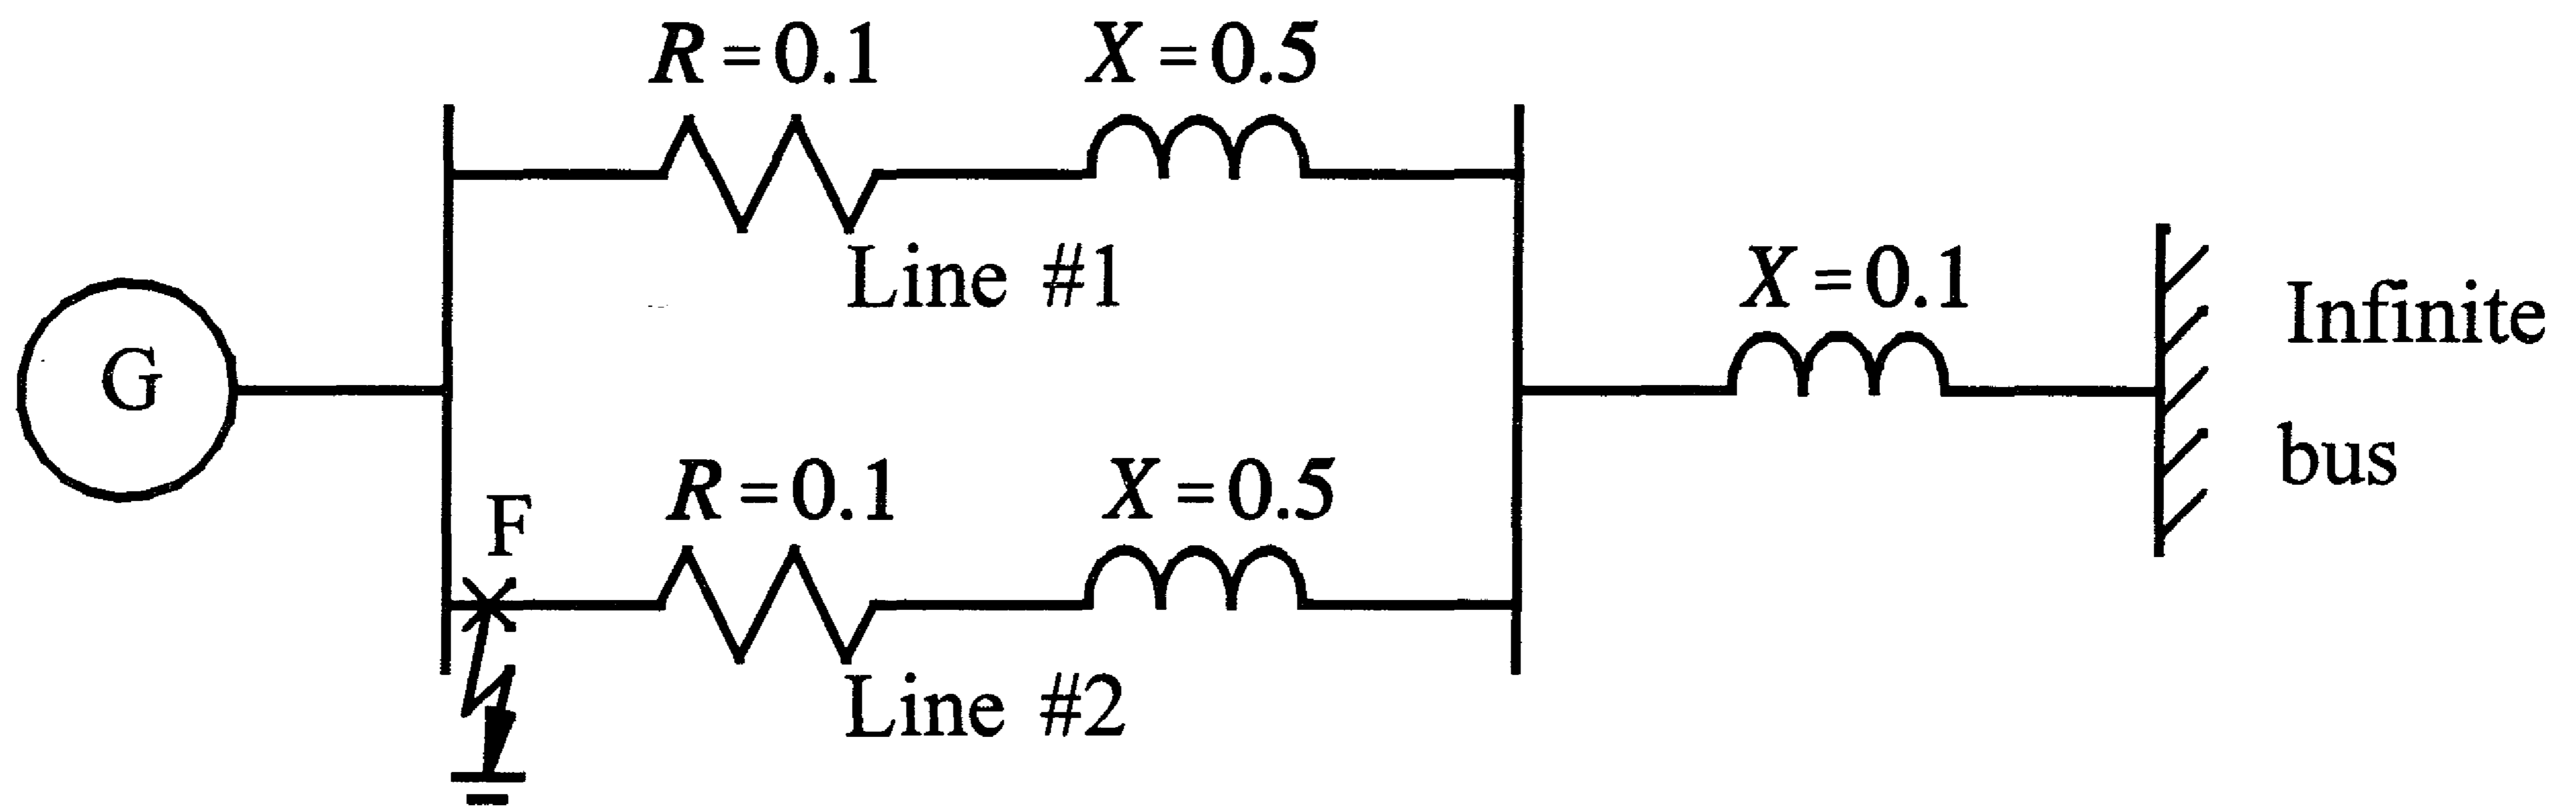 R = 0.1
X = 0.5
Line #1
X = 0.1
Infinite
bus
G
F
R = 0.1
X = 0.5
Line #2